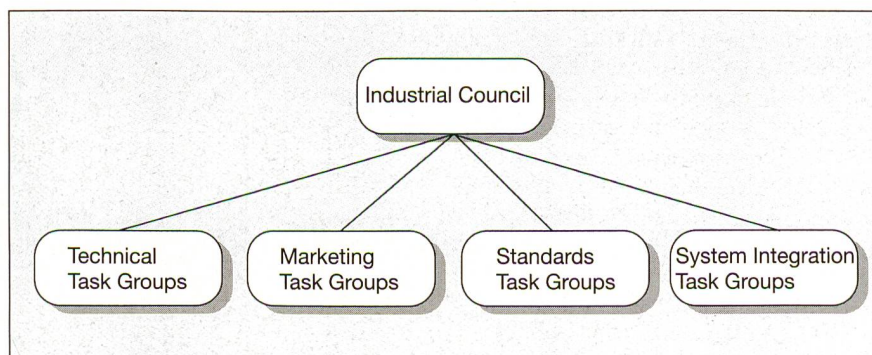 Industrial Council
Technical
Task Groups
Marketing
Task Groups
Standards
Task Groups
System Integration
Task Groups